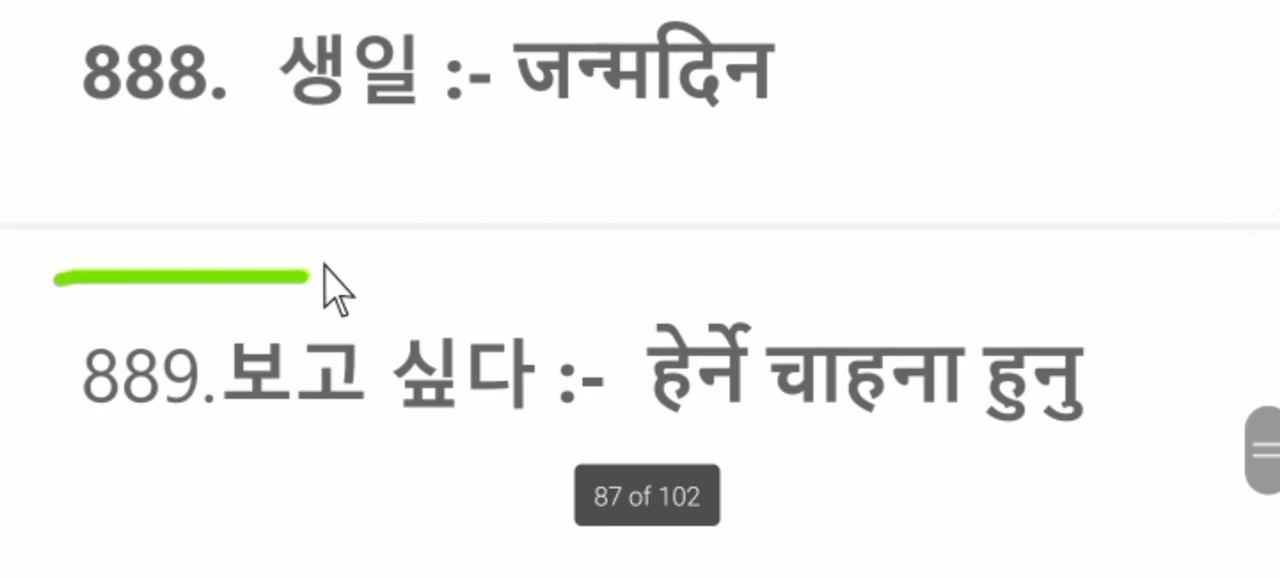 888. 생일 :- जन्मदिन
889.보고 싶다 :- हेर्ने चाहना हुनु
87 of 102